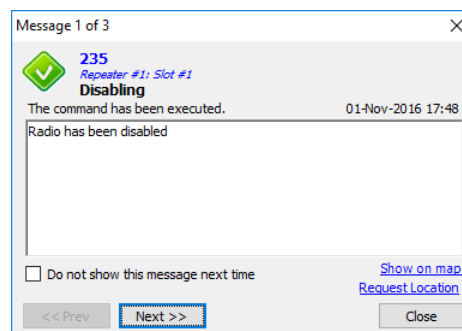 Message 1 of 3
235
Repeater #1: Slot #1
Disabling
The command has been executed. 01-Nov-2016 17:48
Radio has been disabled
Do not show this message next time
Show on map
Request Location
<< Prev Next >> Close